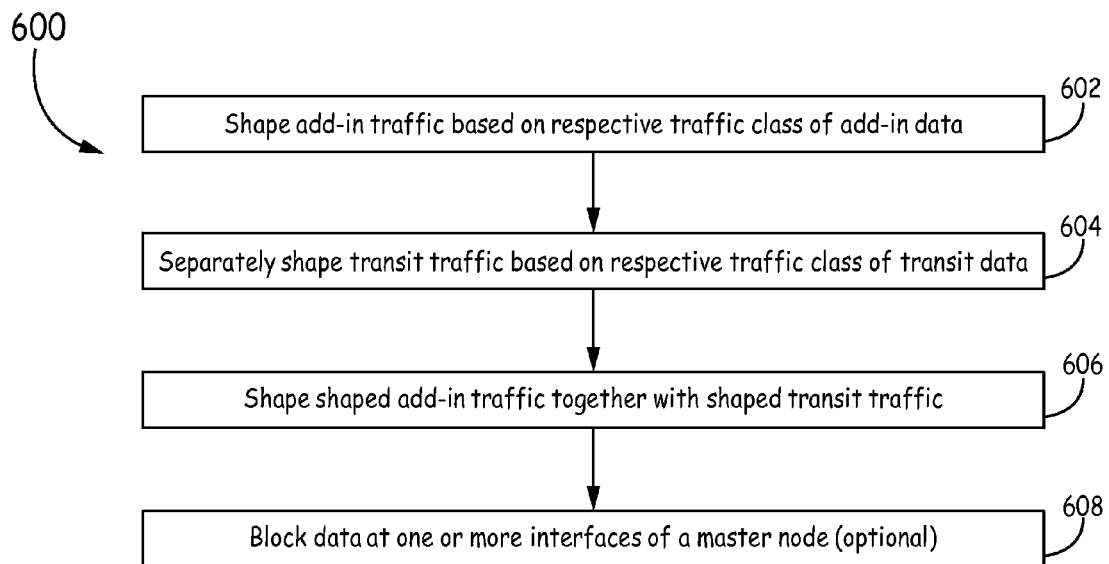 600
602
Shape add-in traffic based on respective traffic class of add-in data
604
Separately shape transit traffic based on respective traffic class of transit data
606
Shape shaped add-in traffic together with shaped transit traffic
608
Block data at one or more interfaces of a master node (optional)